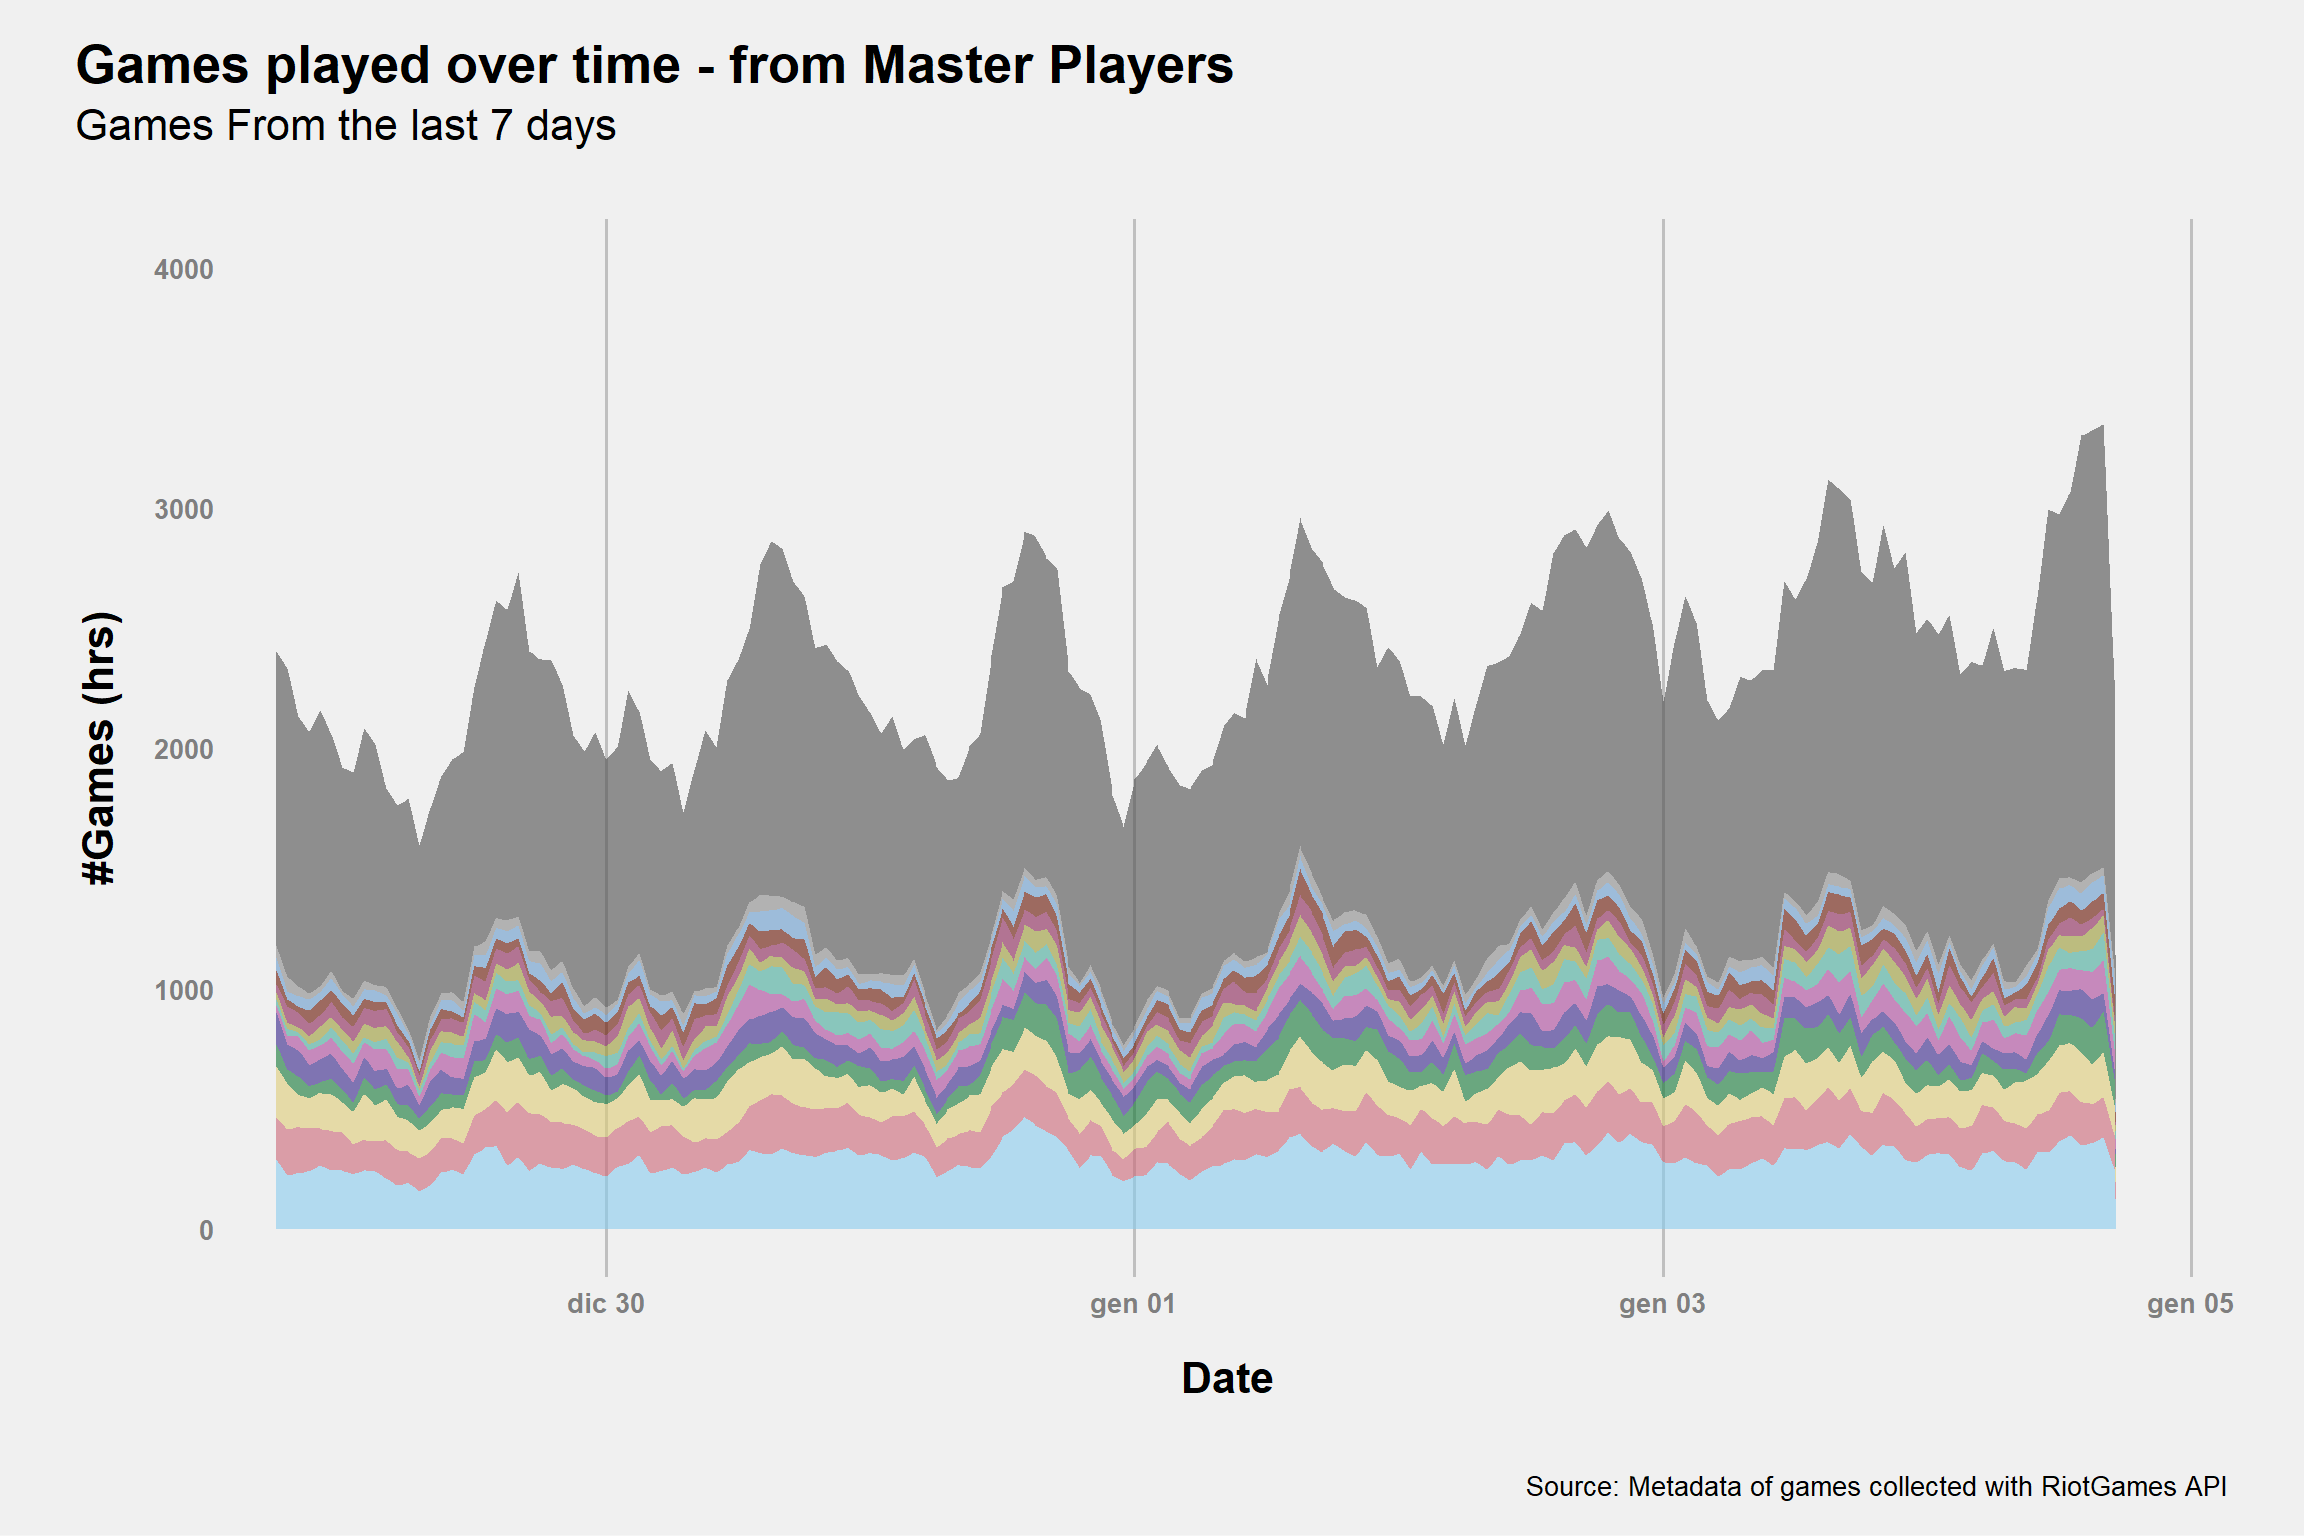 Games played over time - from Master Players
Games From the last 7 days
4000
3000
2000
1000
0
#Games (hrs)
dic 30
gen 01
gen 03
gen 05
Date
Source: Metadata of games collected with RiotGames API